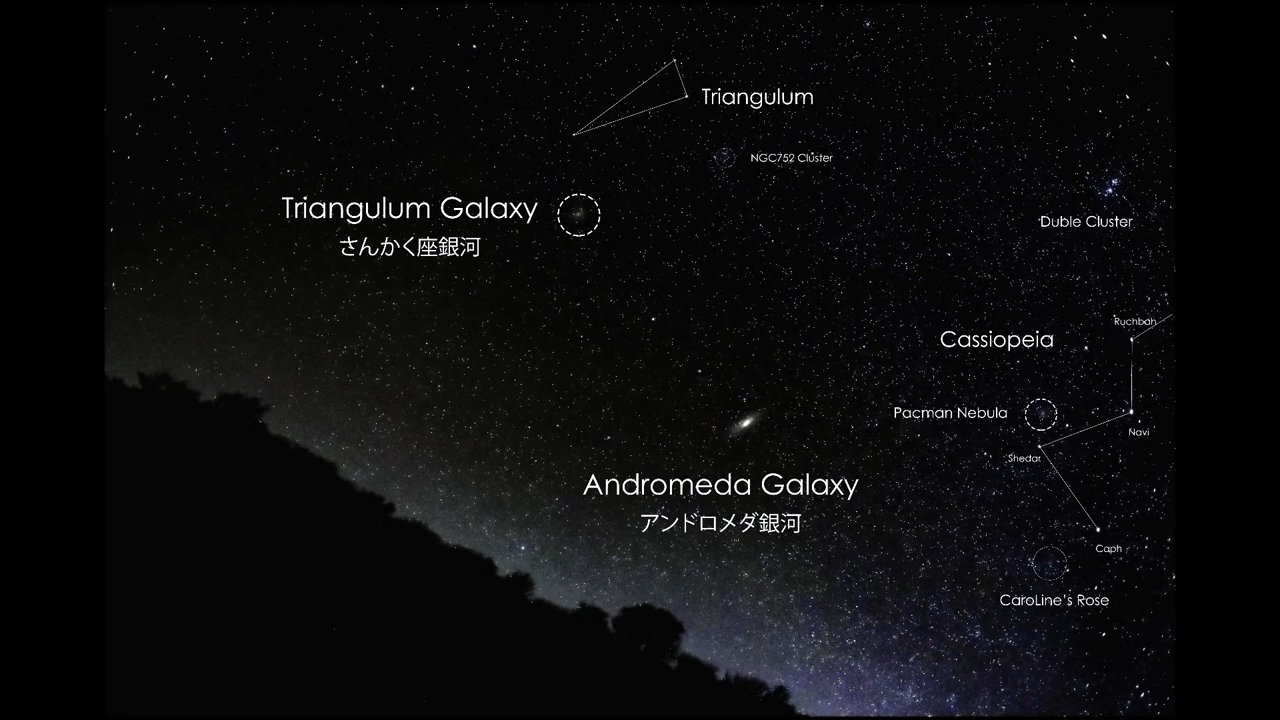 Triangulum
NGC752 Cluster
Triangulum Galaxy
さんかく座銀河
Duble Cluster
Ruchbah
Cassiopeia
Pacman Nebula
Navi
Shedar
Andromeda Galaxy
アンドロメダ銀河
Caph
CaroLine's Rose